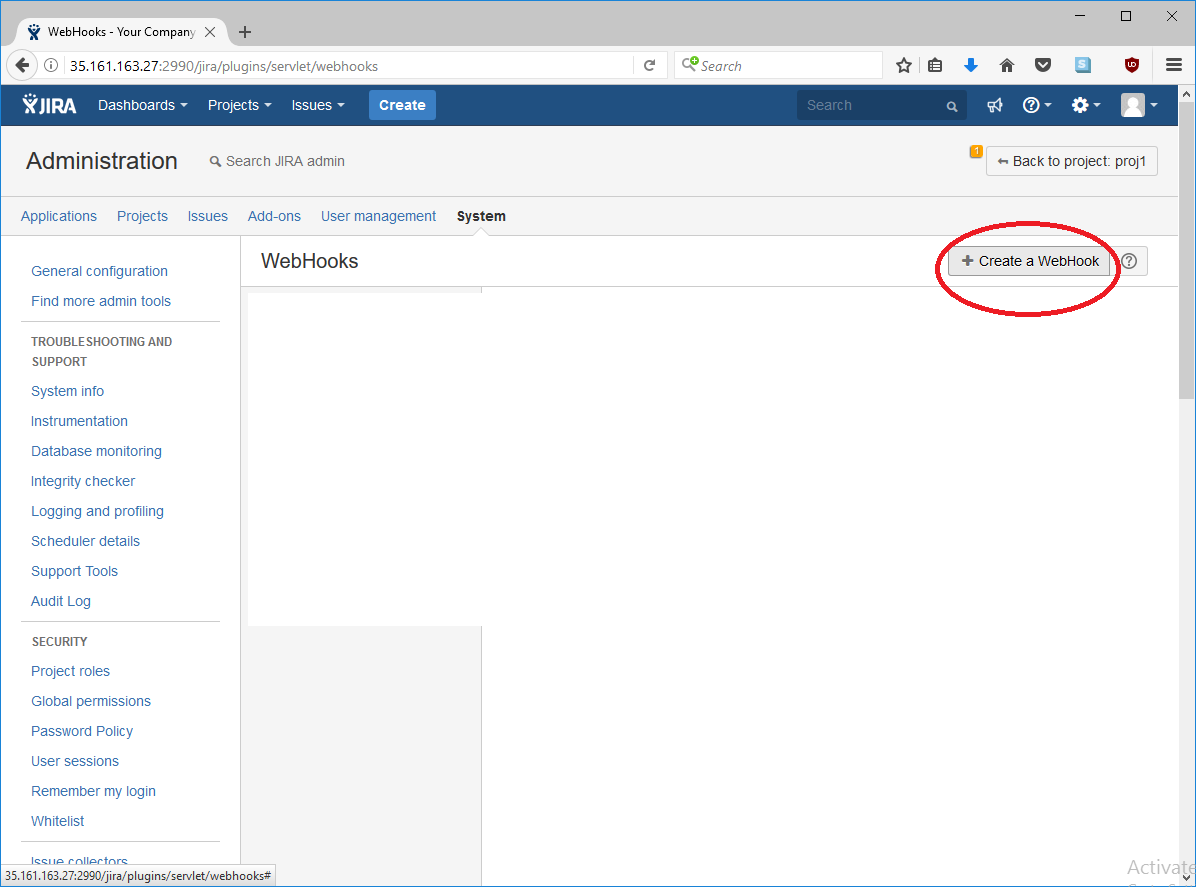 WebHooks - Your Company
35.161.163.27:2990/jira/plugins/servlet/webhooks
Search
JIRA
Dashboards
Projects
Issues
Create
Search
Administration
Search JIRA admin
1
Back to project: proj1
Applications
Projects
Issues
Add-ons
User management
System
WebHooks
+ Create a WebHook
?
General configuration
Find more admin tools
TROUBLESHOOTING AND
SUPPORT
System info
Instrumentation
Database monitoring
Integrity checker
Logging and profiling
Scheduler details
Support Tools
Audit Log
SECURITY
Project roles
Global permissions
Password Policy
User sessions
Remember my login
Whitelist
Issue collectors
35.161.163.27:2990/jira/plugins/servlet/webhooks#
Activate